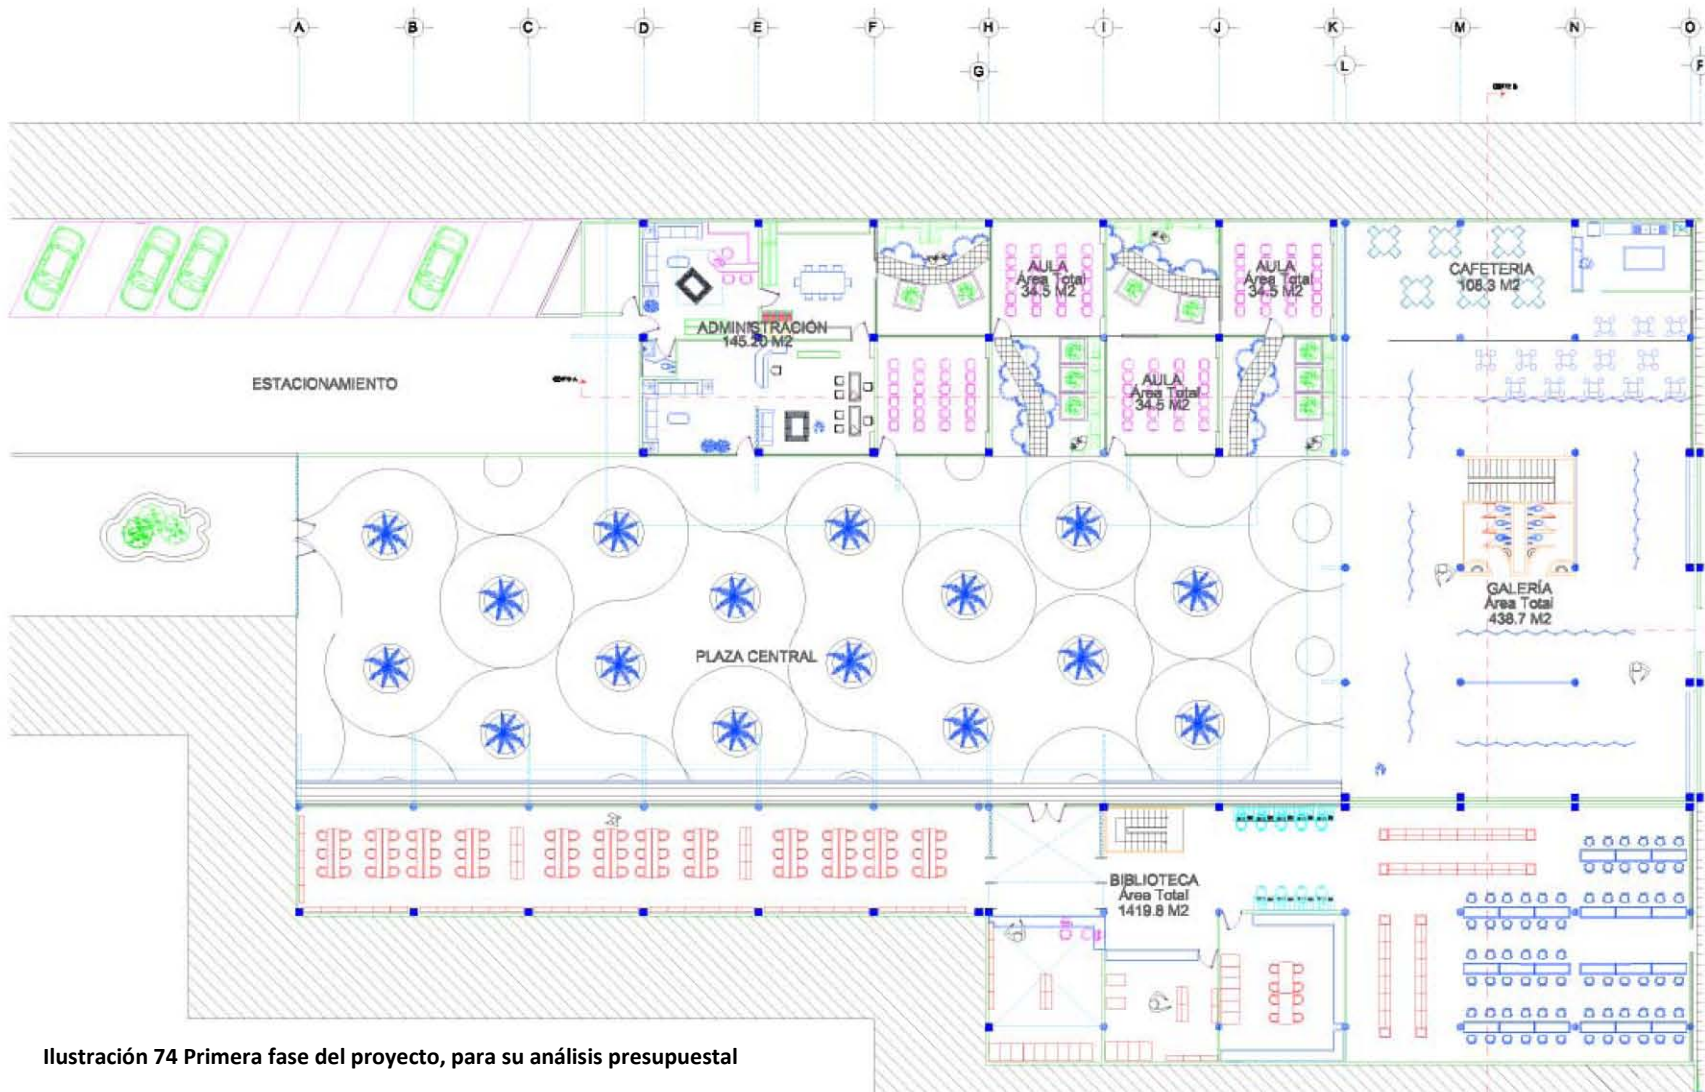 A B C D E F H I J K M N O
G L P
AULA
Área Total
34.5 M2
AULA
Área Total
34.5 M2
CAFETERIA
108.3 M2
ADMINISTRACIÓN
145.20 M2
ESTACIONAMIENTO
AULA
Área Total
34.5 M2
GALERÍA
Área Total
438.7 M2
PLAZA CENTRAL
BIBLIOTECA
Área Total
1419.8 M2
Ilustración 74 Primera fase del proyecto, para su análisis presupuestal